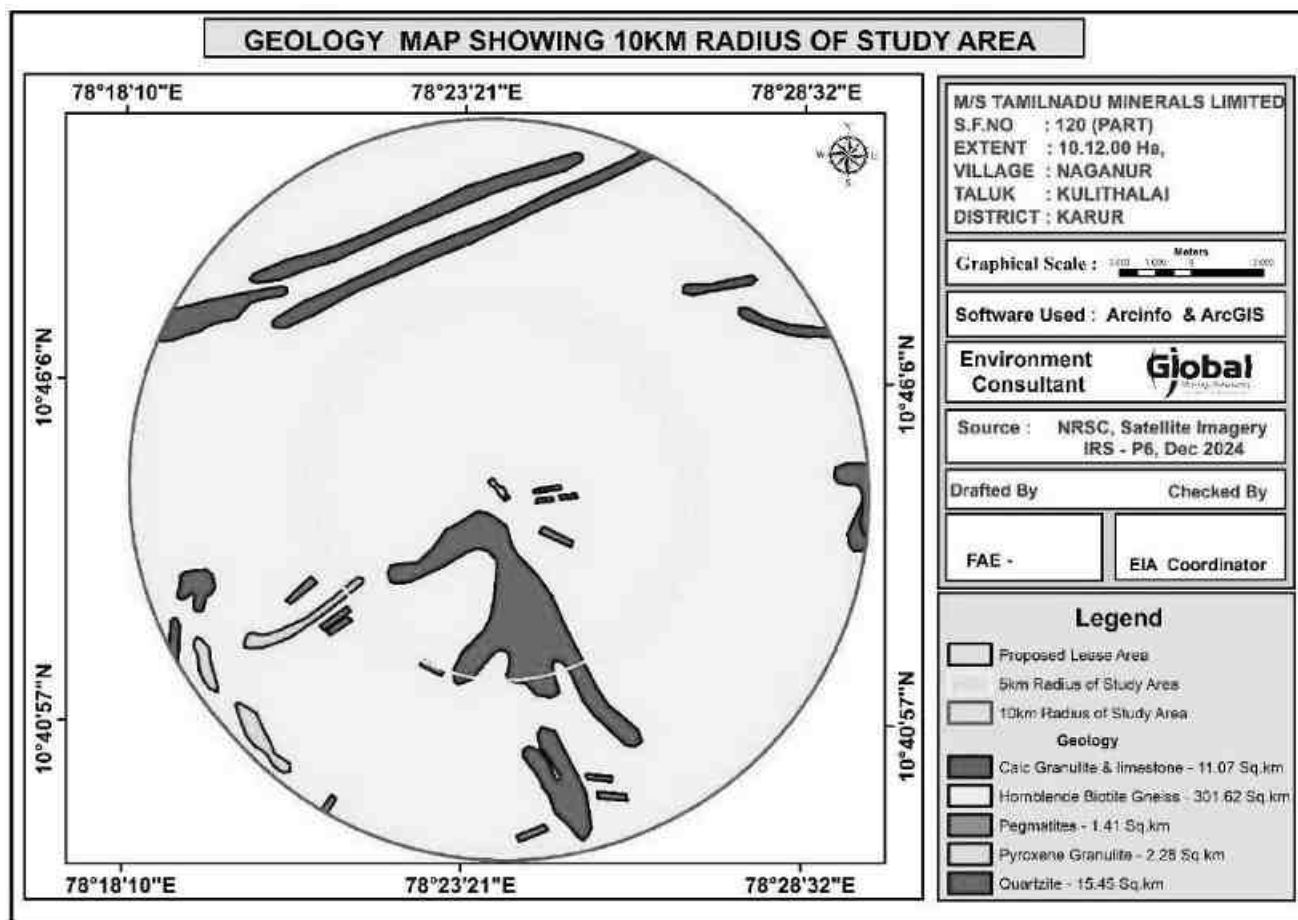 GEOLOGY MAP SHOWING 10KM RADIUS OF STUDY AREA
78°18'10"E 78°23'21"E 78°28'32"E
N
W E
S
10°46'6"N
10°46'6"N
10°40'57"N
10°40'57"N
78°18'10"E 78°23'21"E 78°28'32"E
M/S TAMILNADU MINERALS LIMITED
S.F.NO : 120 (PART)
EXTENT : 10.12.00 Ha,
VILLAGE : NAGANUR
TALUK : KULITHALAI
DISTRICT : KARUR
Meters
Graphical Scale :
Software Used : Arcinfo & ArcGIS
Environment
Consultant
Global
Source : NRSC, Satellite Imagery
IRS - P6, Dec 2024
Drafted By Checked By
FAE -
EIA Coordinator
Legend
Proposed Lease Area
5km Radius of Study Area
10km Radius of Study Area
Geology
Calc Granulite & limestone - 11.07 Sq.km
Hornblende Biotite Gneiss - 301.62 Sq.km
Pegmatites - 1.41 Sq.km
Pyroxene Granulite - 2.28 Sq.km
Quartzite - 15.45 Sq.km